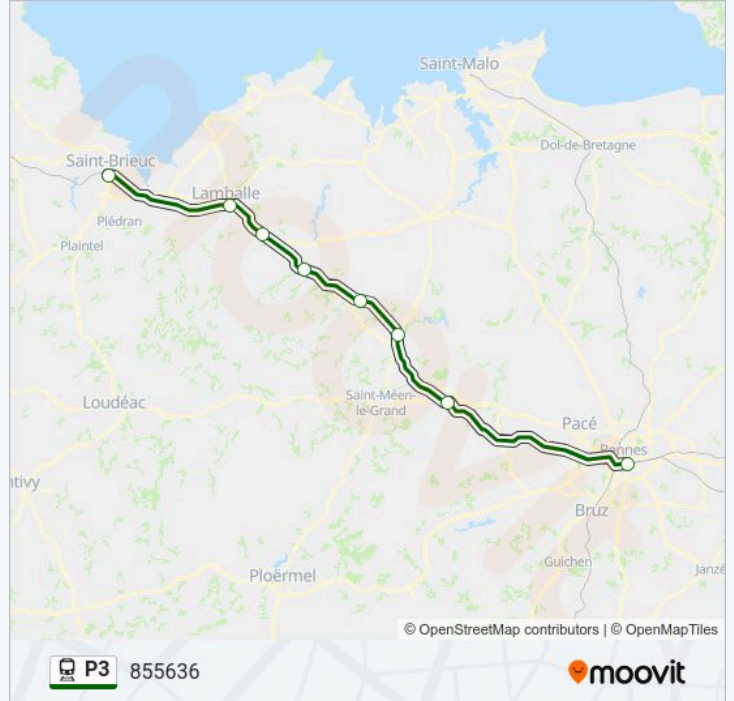 Saint-Malo
Saint-Brieuc
Dol-de-Bretagne
Lamballe
Plédran
Plaintel
Saint-Méen-
le-Grand
Loudéac
Pacé
Rennes
ntivy
Bruz
Guichen
Ploërmel
Janzé
© OpenStreetMap contributors | © OpenMapTiles
P3 855636
moovit